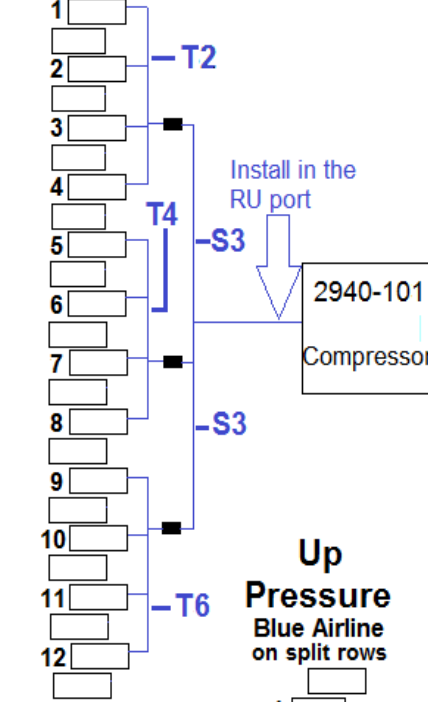 1
T2
2
3
Install in the
RU port
4
T4
5
S3
6
2940-101
7
Compressor
8
S3
9
10
Up
Pressure
Blue Airline
on split rows
11
T6
12